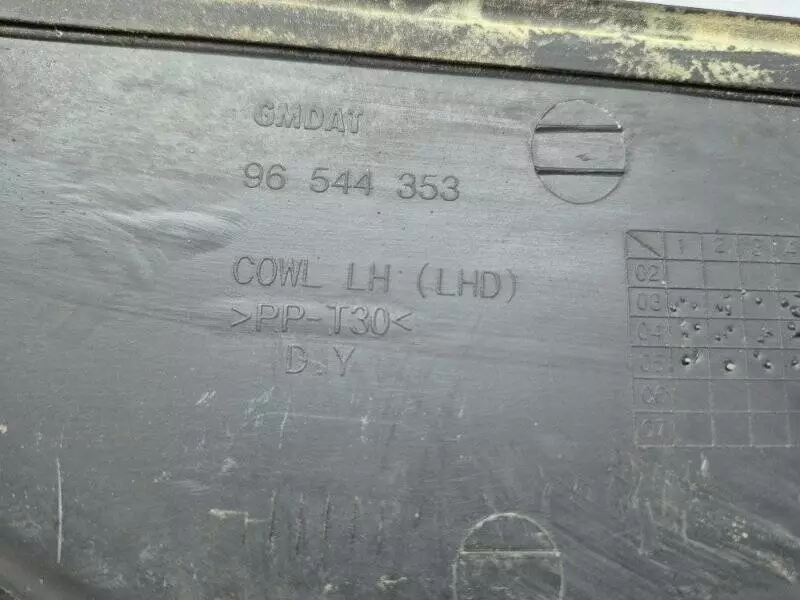 GMDAT
96 544 353
COWL LH (LHD)
>PP-T30<
D.Y
1 2 3 4
02
03
04
05
06
07